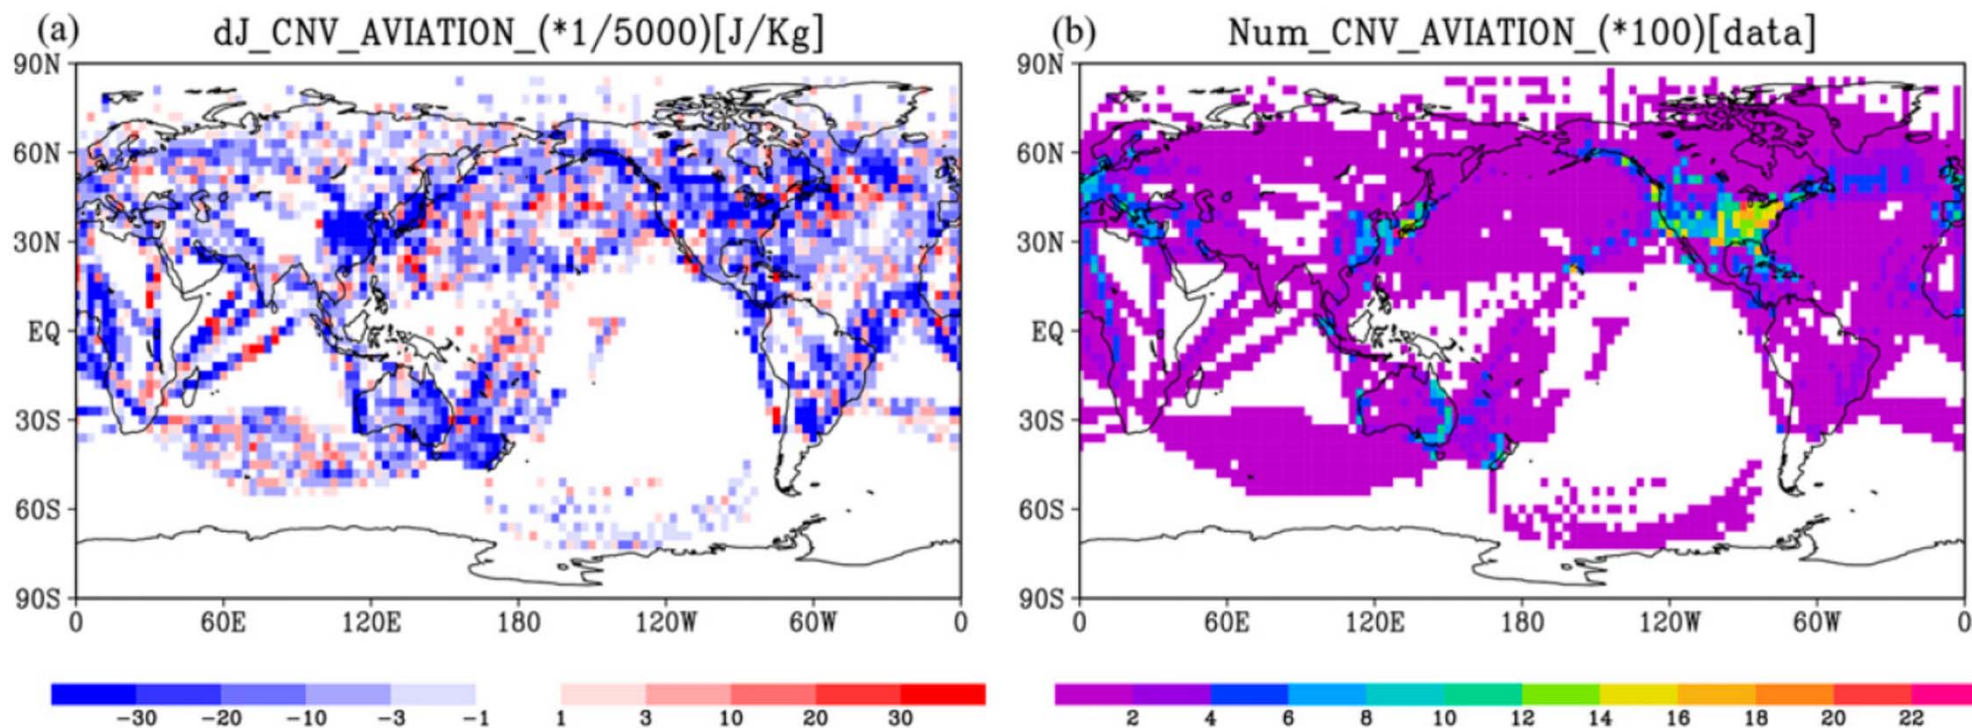 (a) dJ_CNV_AVIATION_(*1/5000)[J/Kg]
90N
60N
30N
EQ
30S
60S
90S
0 60E 120E 180 120W 60W 0
-30 -20 -10 -3 -1 1 3 10 20 30
(b) Num_CNV_AVIATION_(*100)[data]
90N
60N
30N
EQ
30S
60S
90S
0 60E 120E 180 120W 60W 0
2 4 6 8 10 12 14 16 18 20 22